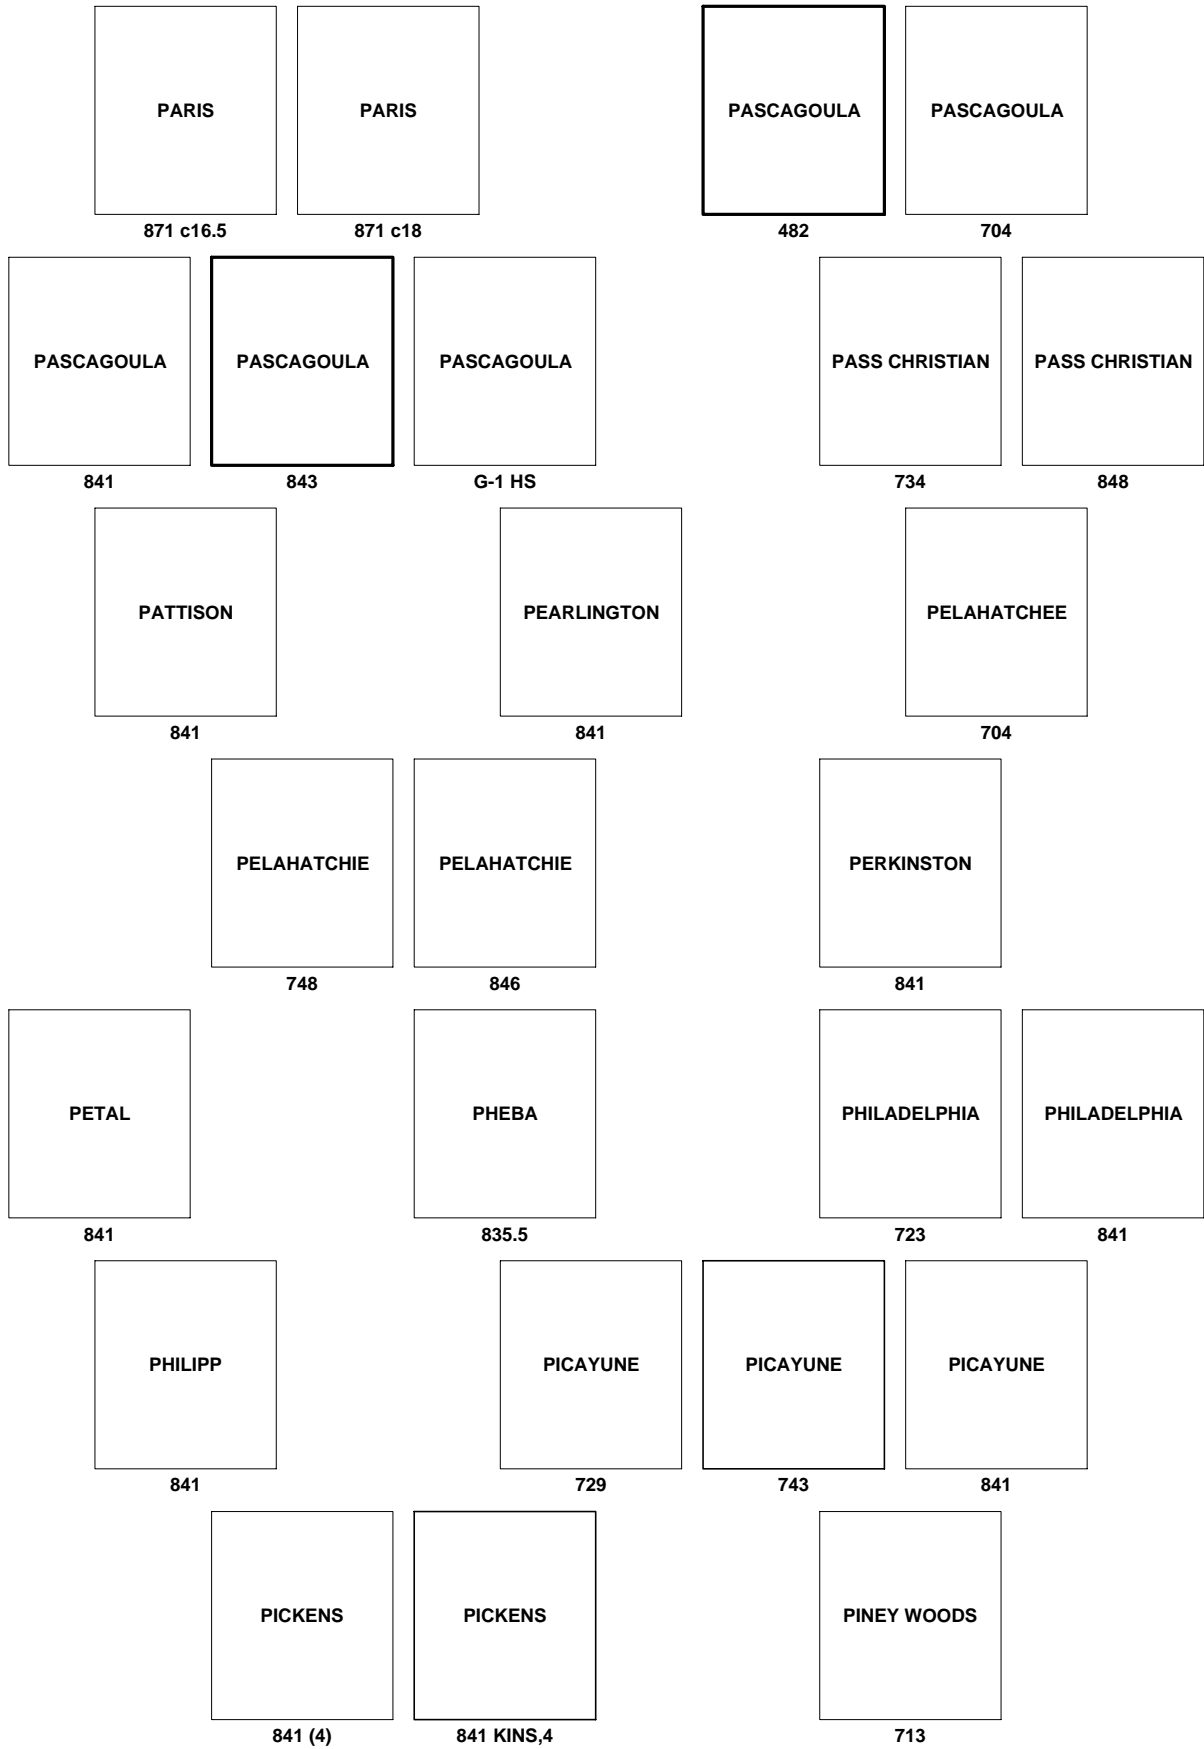 PARIS PARIS PASCAGOULA PASCAGOULA
871 c16.5 871 c18 482 704
PASCAGOULA PASCAGOULA PASCAGOULA PASS CHRISTIAN PASS CHRISTIAN
841 843 G-1 HS 734 848
PATTISON PEARLINGTON PELAHATCHEE
841 841 704
PELAHATCHIE PELAHATCHIE PERKINSTON
748 846 841
PETAL PHEBA PHILADELPHIA PHILADELPHIA
841 835.5 723 841
PHILIPP PICAYUNE PICAYUNE PICAYUNE
841 729 743 841
PICKENS PICKENS PINEY WOODS
841 (4) 841 KINS,4 713